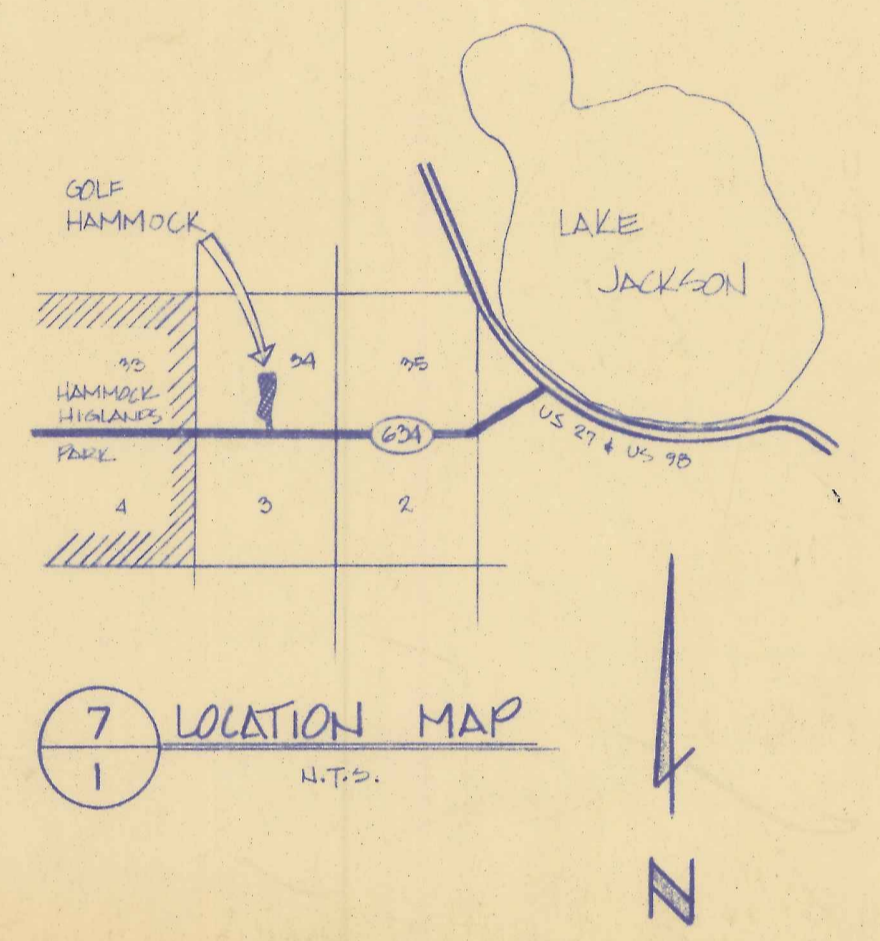 GOLF
HAMMOCK
LAKE
JACKSON
33
34
35
HAMMOCK
HIGLANDS
634
PARK
US 27 & US 98
4
3
2
7
1
LOCATION MAP
N.T.S.
N